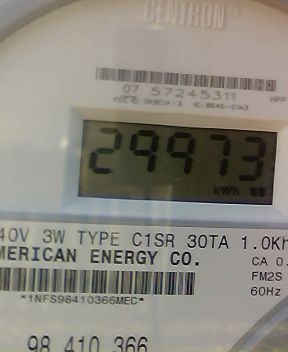 CENTRON®
07 57245311
29973
kWh
40V 3W TYPE C1SR 30TA 1.0Kh
MERICAN ENERGY CO.
CA 0.
FM2S
60Hz
*1NFS98410366MEC*
98 410 366